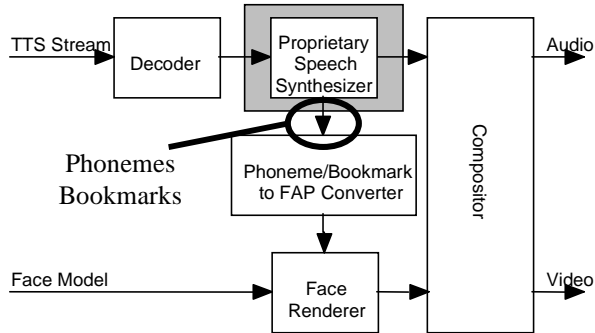 TTS Stream
Decoder
Proprietary
Speech
Synthesizer
Audio
Phonemes
Bookmarks
Phoneme/Bookmark
to FAP Converter
Compositor
Face Model
Face
Renderer
Video